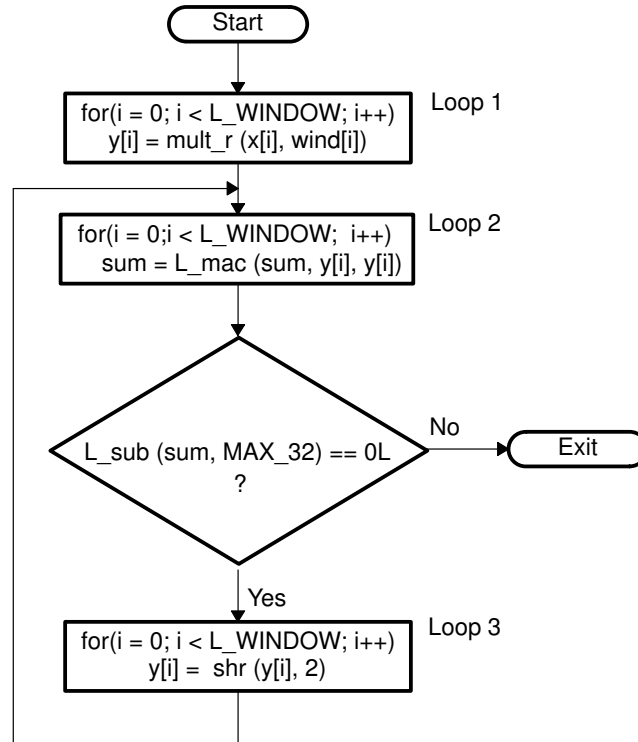 Start
for(i = 0; i < L_WINDOW; i++)
y[i] = mult_r (x[i], wind[i])
Loop 1
for(i = 0;i < L_WINDOW;  i++)
sum = L_mac (sum, y[i], y[i])
Loop 2
L_sub (sum, MAX_32) == 0L
?
No
Exit
Yes
for(i = 0; i < L_WINDOW; i++)
y[i] =  shr (y[i], 2)
Loop 3